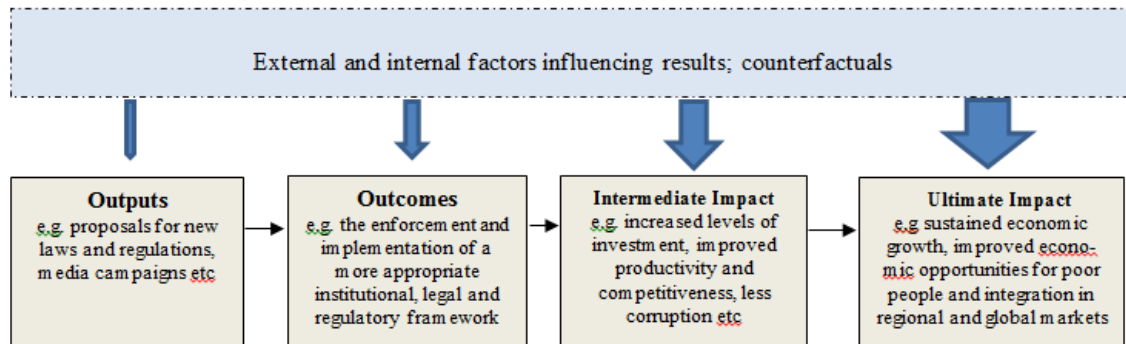 External and internal factors influencing results; counterfactuals
Outputs
e.g. proposals for new
laws and regulations,
media campaigns etc
Outcomes
e.g. the enforcement and
implementation of a
more appropriate
institutional, legal and
regulatory framework
Intermediate Impact
e.g. increased levels of
investment, improved
productivity and
competitiveness, less
corruption etc
Ultimate Impact
e.g sustained economic
growth, improved econo-
mic opportunities for poor
people and integration in
regional and global markets